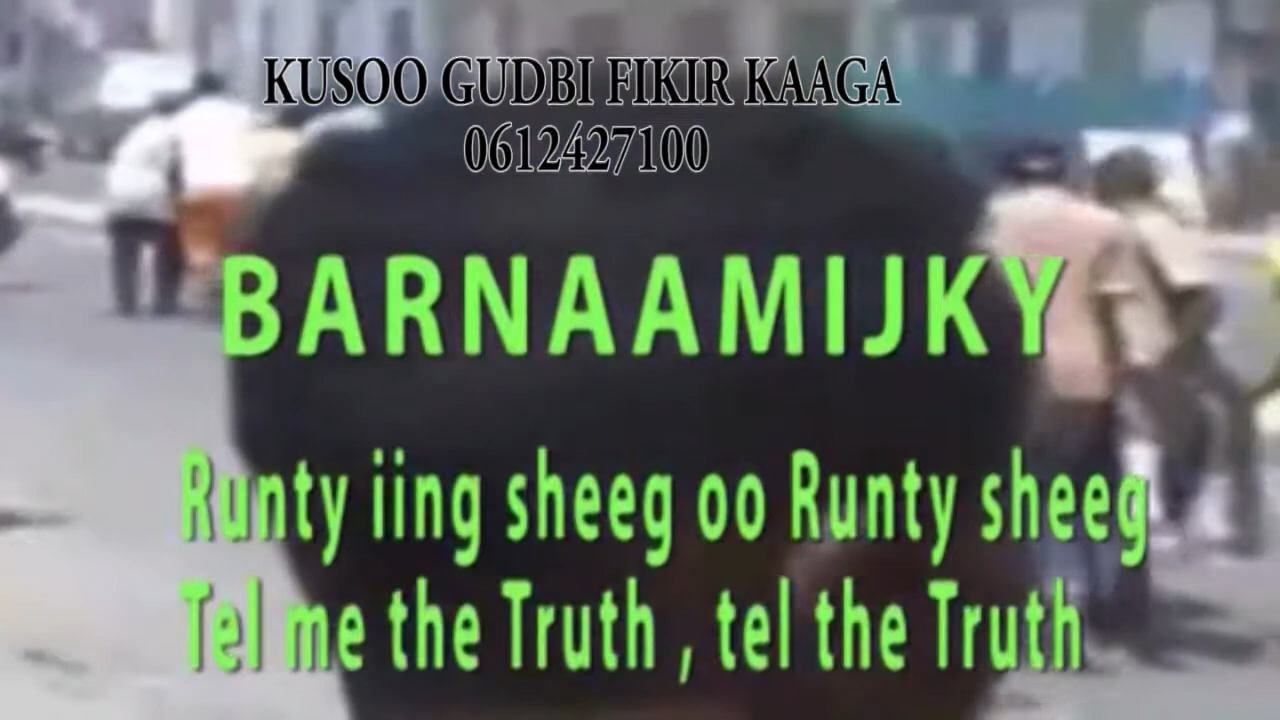 KUSOO GUDBI FIKIR KAAGA
0612427100
BARNAAMIJKY
Runty iing sheeg oo Runty sheeg
Tel me the Truth , tel the Truth